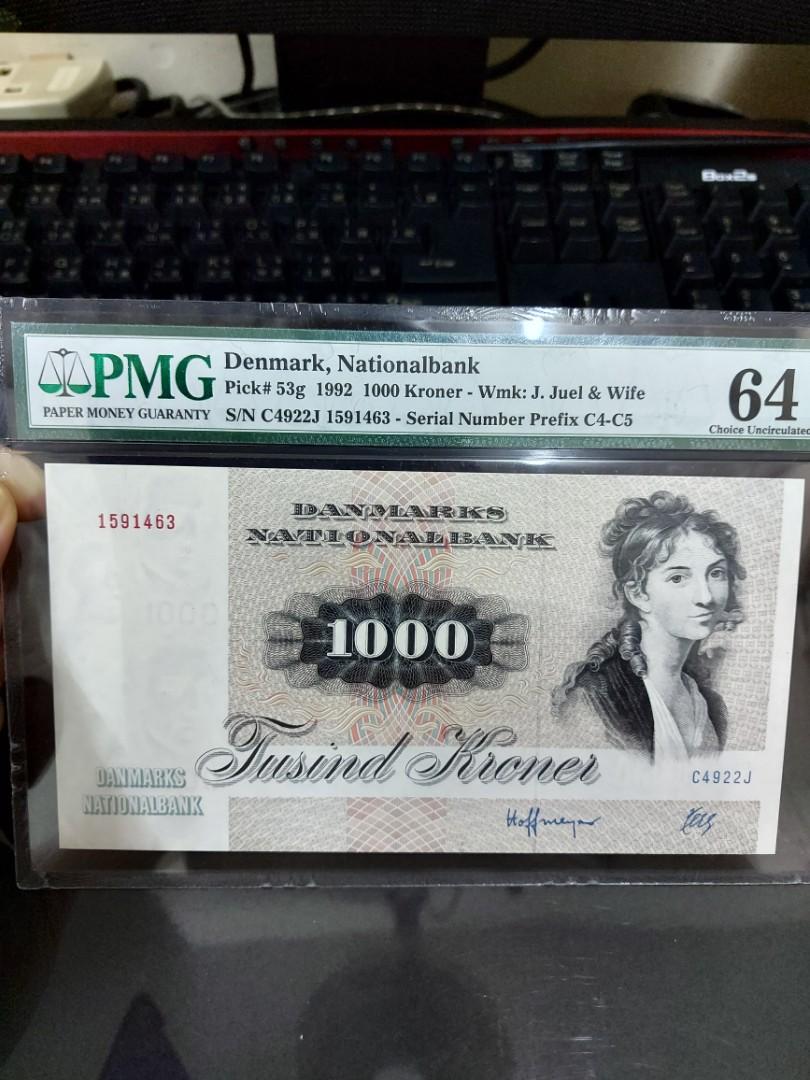 Box2s
PMG
PAPER MONEY GUARANTY
Denmark, Nationalbank
Pick# 53g 1992 1000 Kroner - Wmk: J. Juel & Wife
S/N C4922J 1591463 - Serial Number Prefix C4-C5
64
Choice Uncirculated
1591463
DANMARKS
NATIONALBANK
1000
Tusind Kroner
DANMARKS
NATIONALBANK
C4922J
Hoffmeyer